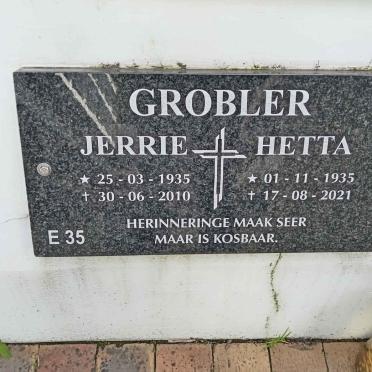 GROBLER
JERRIE HETTA
★ 25 - 03 - 1935 ★ 01 - 11 - 1935
✝ 30 - 06 - 2010 ✝ 17 - 08 - 2021
HERINNERINGE MAAK SEER
MAAR IS KOSBAAR.
E 35